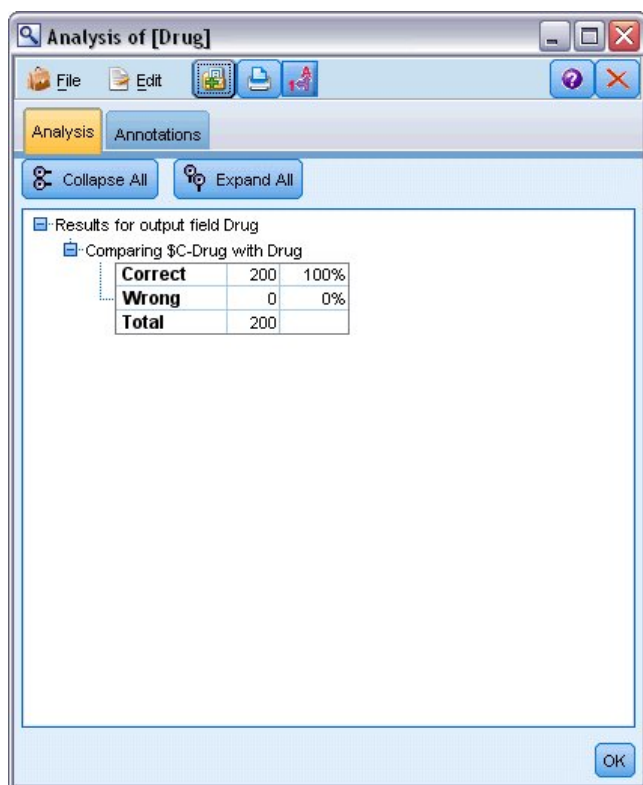 Analysis of [Drug]
File Edit
Analysis Annotations
Collapse All Expand All
Results for output field Drug
Comparing $C-Drug with Drug
Correct 200 100%
Wrong 0 0%
Total 200
OK